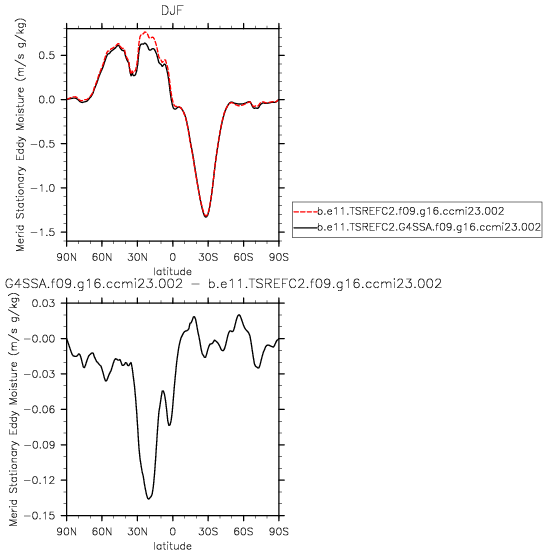 DJF
Merid Stationary Eddy Moisture (m/s g/kg)
0.5
0.0
−0.5
−1.0
−1.5
90N 60N 30N 0 30S 60S 90S
latitude
b.e11.TSREFC2.f09.g16.ccmi23.002
b.e11.TSREFC2.G4SSA.f09.g16.ccmi23.002
G4SSA.f09.g16.ccmi23.002 − b.e11.TSREFC2.f09.g16.ccmi23.002
Merid Stationary Eddy Moisture (m/s g/kg)
0.03
−0.00
−0.03
−0.06
−0.09
−0.12
−0.15
90N 60N 30N 0 30S 60S 90S
latitude